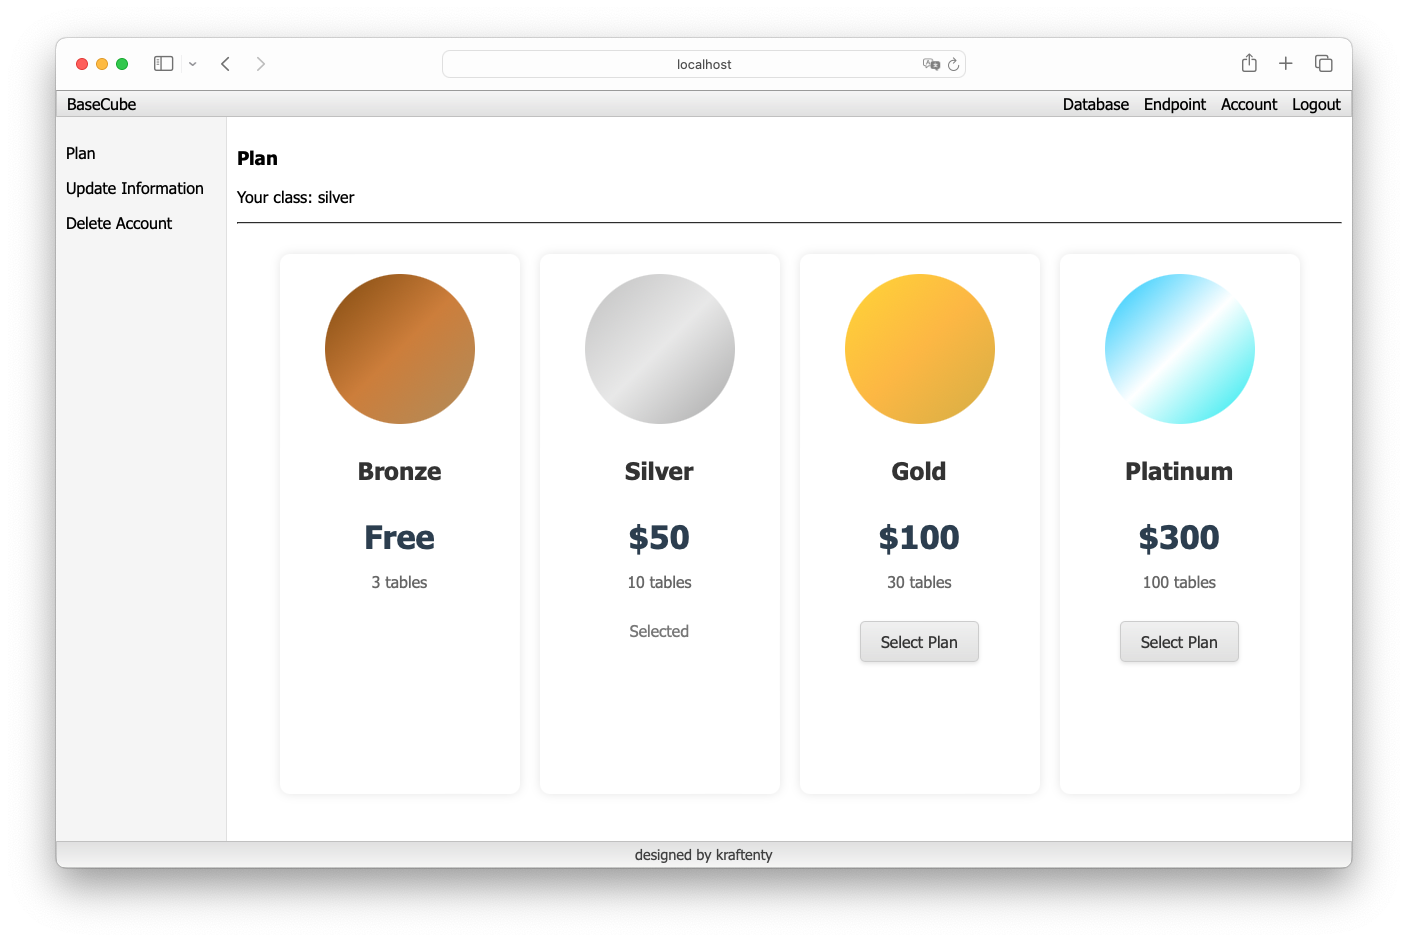 localhost
BaseCube
Database Endpoint Account Logout
Plan
Update Information
Delete Account
Plan
Your class: silver
Bronze
Free
3 tables
Silver
$50
10 tables
Selected
Gold
$100
30 tables
Select Plan
Platinum
$300
100 tables
Select Plan
designed by kraftenty